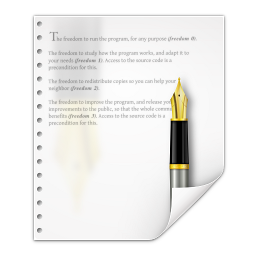 The freedom to run the program, for any purpose (freedom 0).
The freedom to study how the program works, and adapt it
to your needs (freedom 1). Access to the source code is a
precondition for this.
The freedom to redistribute copies so you can help your
neighbor (freedom 2).
The freedom to improve the program, and release your
improvements to the public, so that the whole commu
benefits (freedom 3). Access to the source code is a
precondition for this.